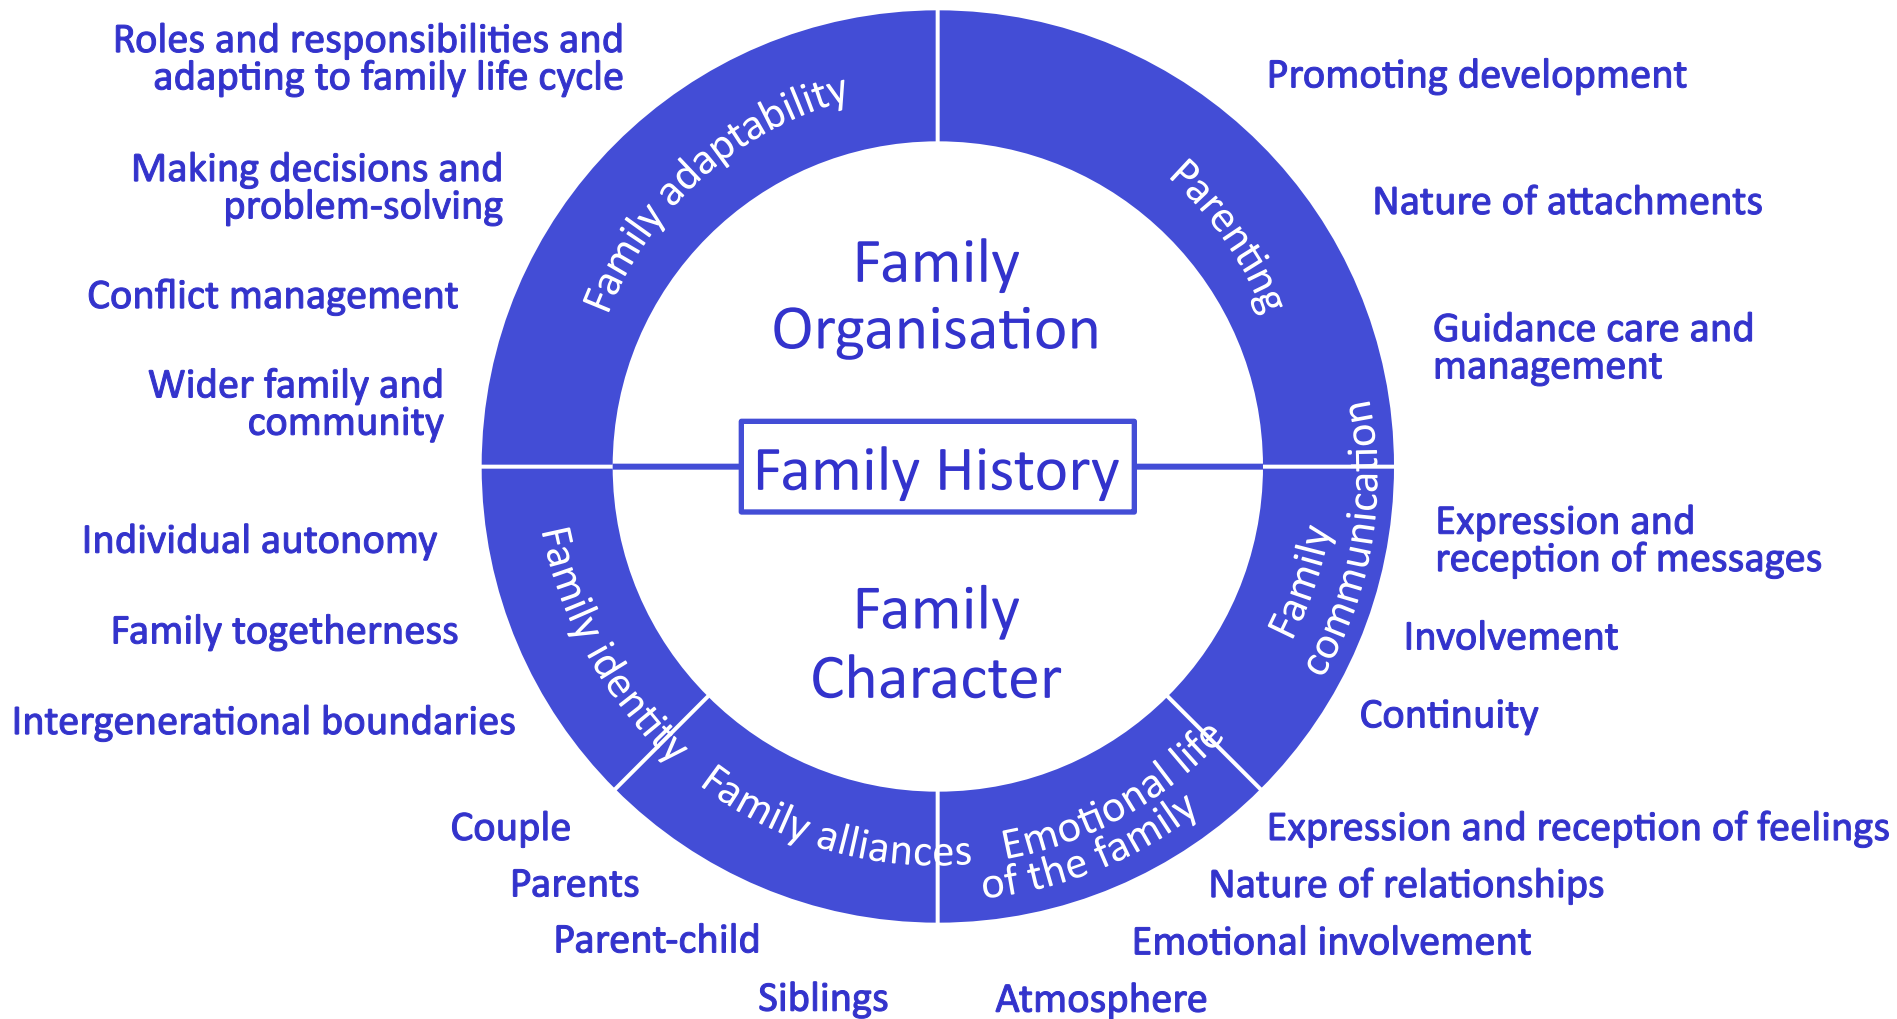 Roles and responsibilities and
adapting to family life cycle
Making decisions and
problem-solving
Conflict management
Wider family and
community
Family adaptability
Promoting development
Nature of attachments
Guidance care and
management
Parenting
Family
Organisation
Family History
Family
Character
Individual autonomy
Family togetherness
Intergenerational boundaries
Family identity
Couple
Parents
Parent-child
Siblings
Family alliances
Expression and
reception of messages
Involvement
Continuity
Family
communication
Expression and reception of feelings
Nature of relationships
Emotional involvement
Atmosphere
Emotional life
of the family